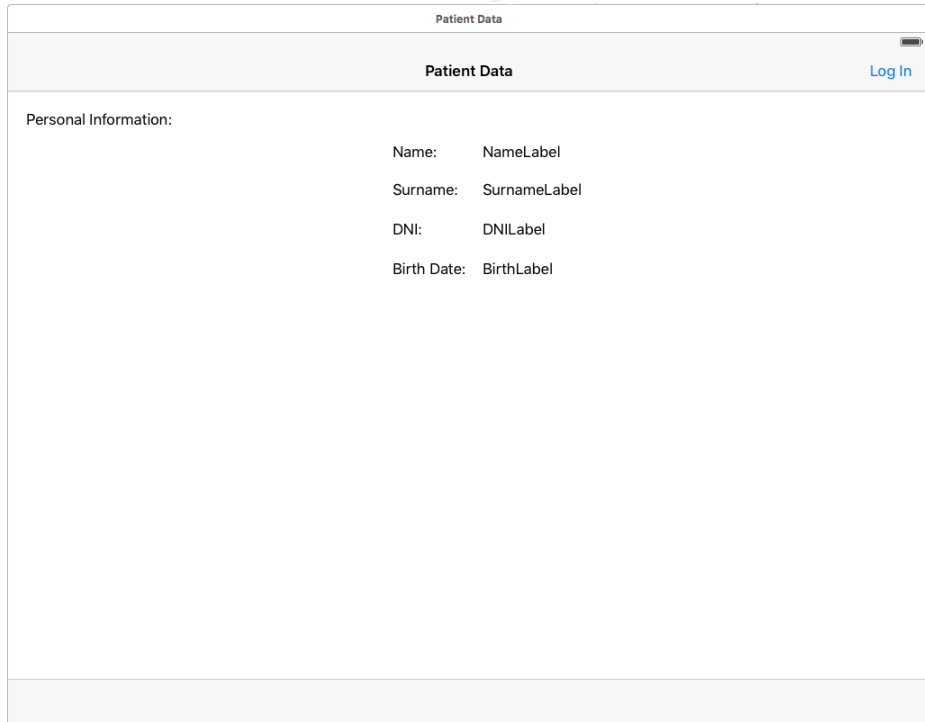 Patient Data
Patient Data Log In
Personal Information:
Name: NameLabel
Surname: SurnameLabel
DNI: DNILabel
Birth Date: BirthLabel